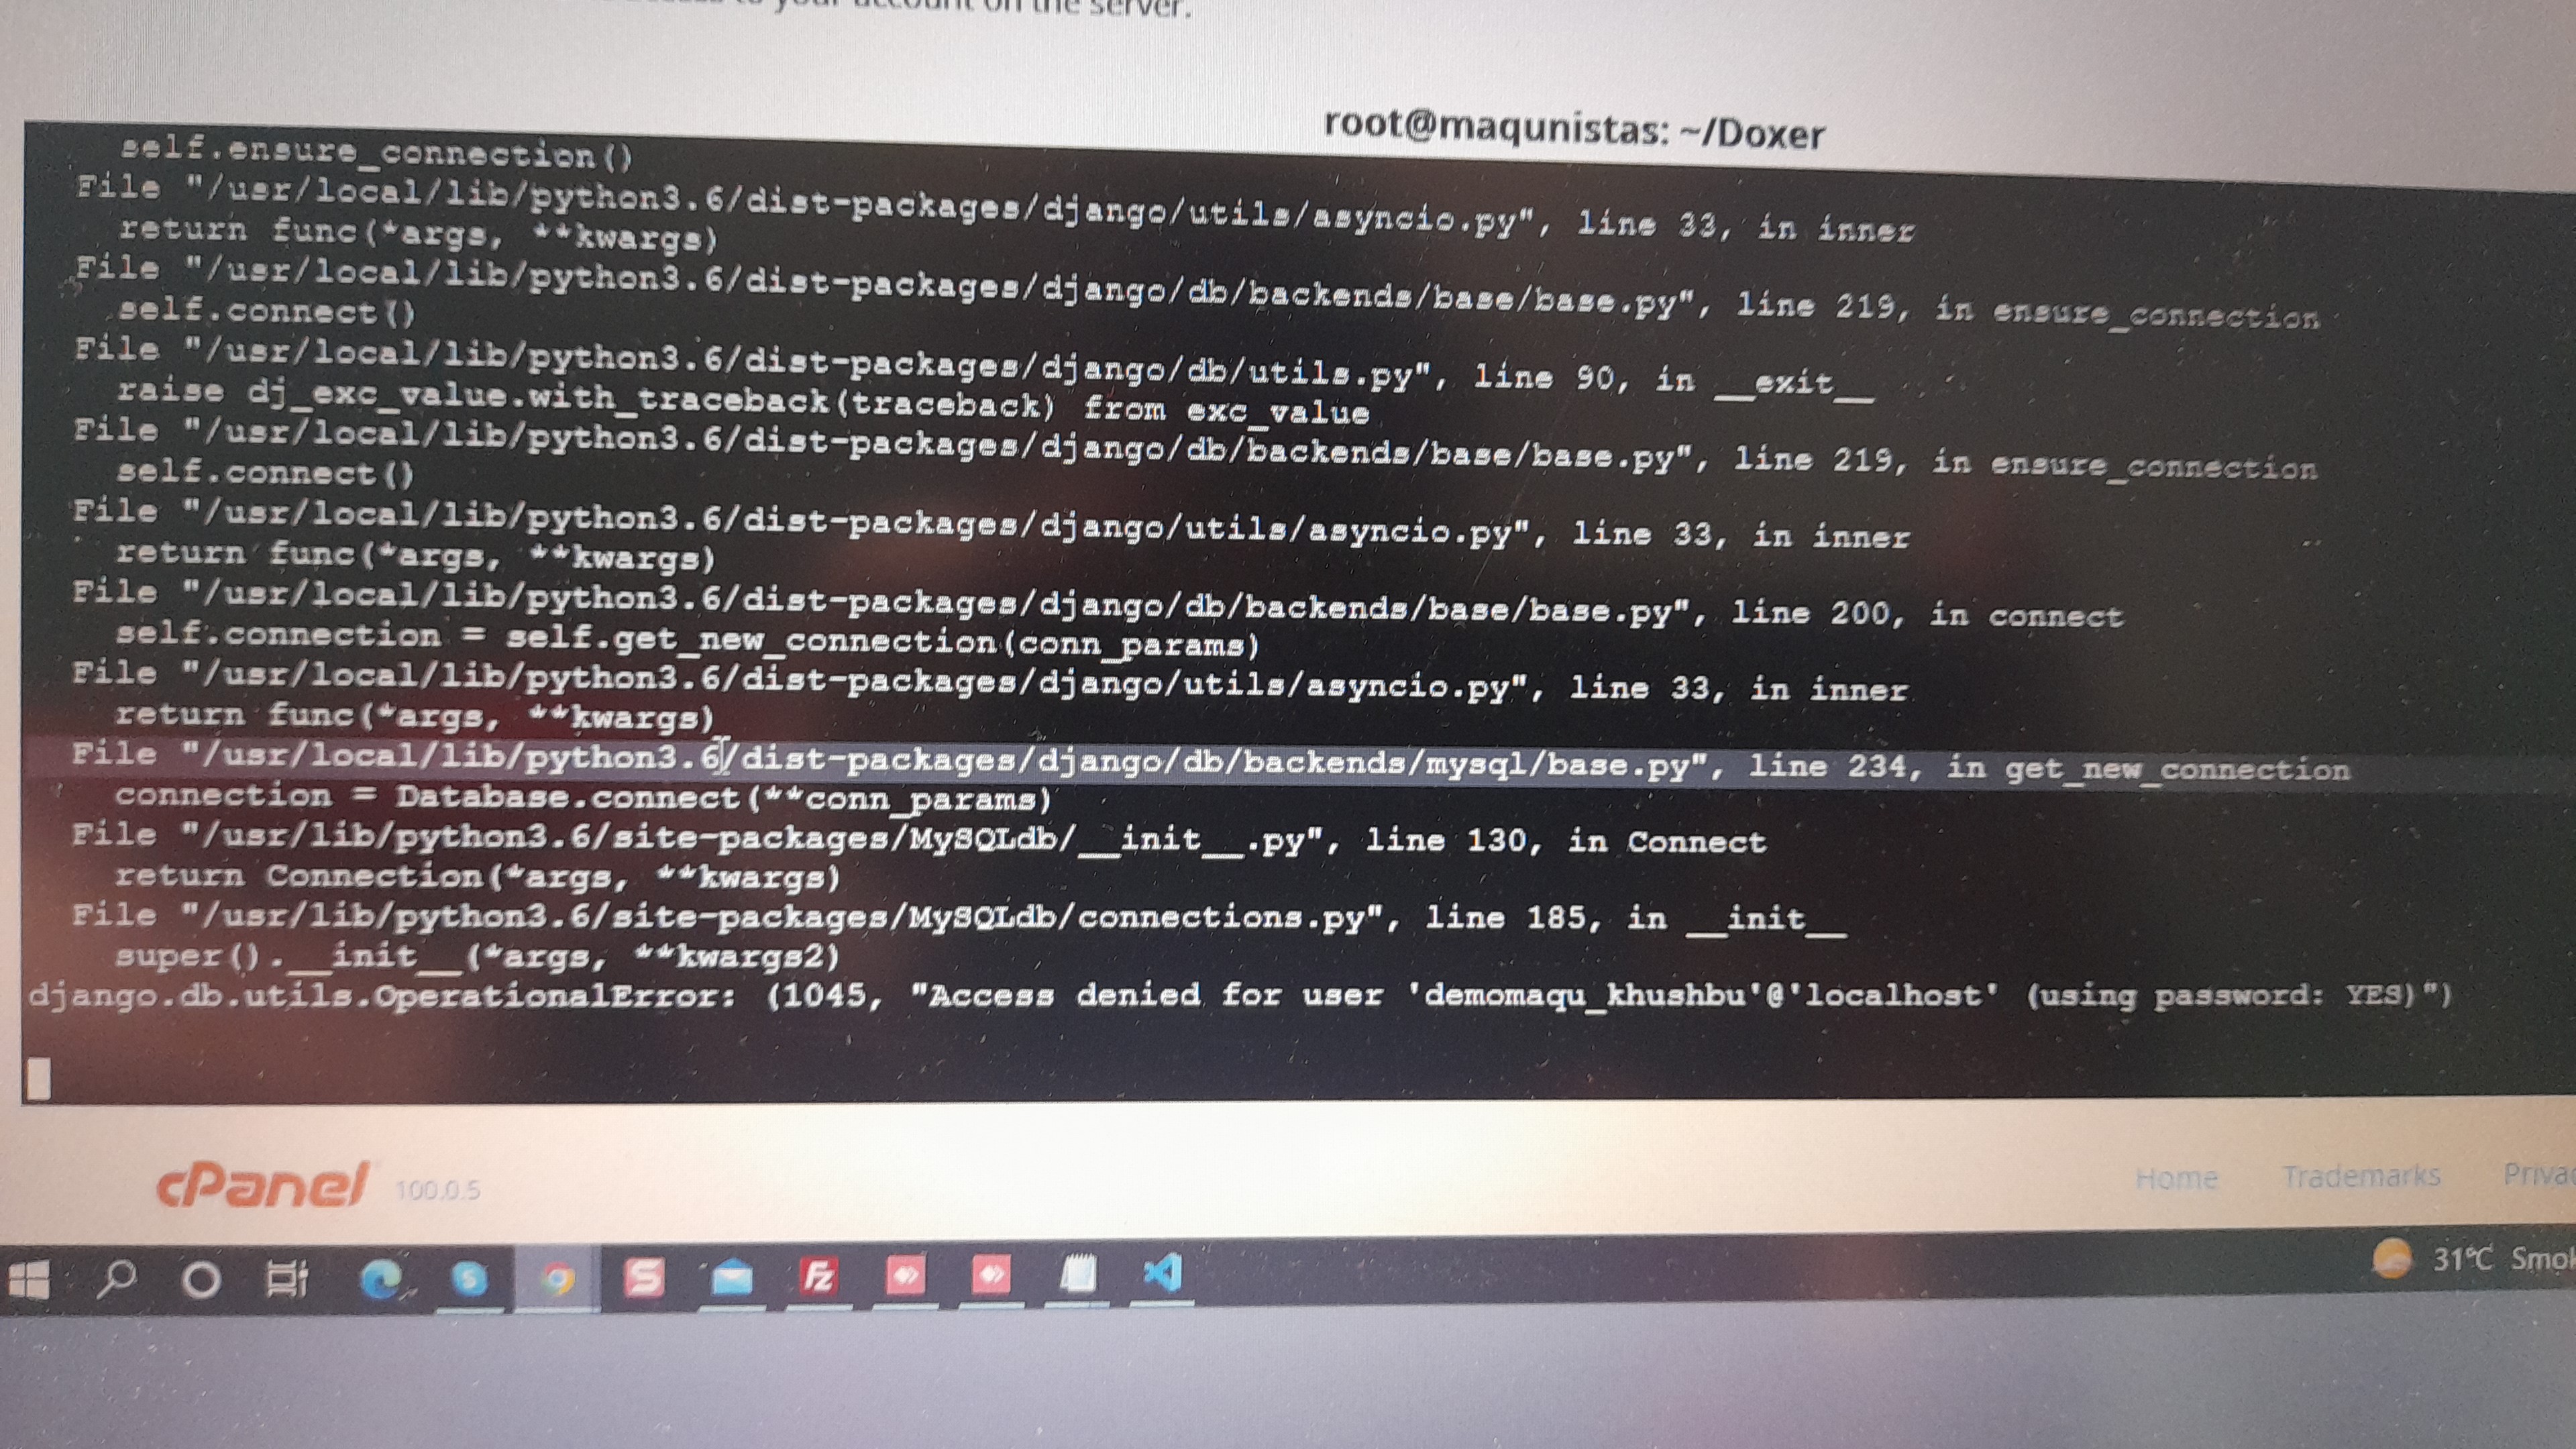 to your account on the server.
root@maqunistas: ~/Doxer
self.ensure_connection()
File "/usr/local/lib/python3.6/dist-packages/django/utils/asyncio.py", line 33, in inner
return func(*args, **kwargs)
File "/usr/local/lib/python3.6/dist-packages/django/db/backends/base/base.py", line 219, in ensure_connection
self.connect()
File "/usr/local/lib/python3.6/dist-packages/django/db/utils.py", line 90, in __exit__
raise dj_exc_value.with_traceback(traceback) from exc_value
File "/usr/local/lib/python3.6/dist-packages/django/db/backends/base/base.py", line 219, in ensure_connection
self.connect()
File "/usr/local/lib/python3.6/dist-packages/django/utils/asyncio.py", line 33, in inner
return func(*args, **kwargs)
File "/usr/local/lib/python3.6/dist-packages/django/db/backends/base/base.py", line 200, in connect
self.connection = self.get_new_connection(conn_params)
File "/usr/local/lib/python3.6/dist-packages/django/utils/asyncio.py", line 33, in inner
return func(*args, **kwargs)
File "/usr/local/lib/python3.6/dist-packages/django/db/backends/mysql/base.py", line 234, in get_new_connection
connection = Database.connect(**conn_params)
File "/usr/lib/python3.6/site-packages/MySQLdb/__init__.py", line 130, in Connect
return Connection(*args, **kwargs)
File "/usr/lib/python3.6/site-packages/MySQLdb/connections.py", line 185, in __init__
super().__init__(*args, **kwargs2)
django.db.utils.OperationalError: (1045, "Access denied for user 'demomaqu_khushbu'@'localhost' (using password: YES)")
cPanel 100.0.5 Home Trademarks Priva
31°C Smo